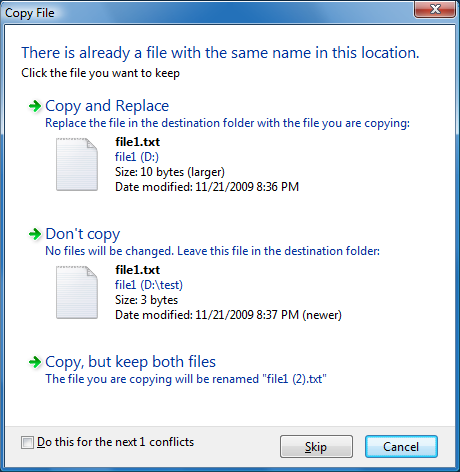 Copy File
There is already a file with the same name in this location.
Click the file you want to keep
Copy and Replace
Replace the file in the destination folder with the file you are copying:
file1.txt
file1 (D:)
Size: 10 bytes (larger)
Date modified: 11/21/2009 8:36 PM
Don't copy
No files will be changed. Leave this file in the destination folder:
file1.txt
file1 (D:\test)
Size: 3 bytes
Date modified: 11/21/2009 8:37 PM (newer)
Copy, but keep both files
The file you are copying will be renamed "file1 (2).txt"
Do this for the next 1 conflicts
Skip
Cancel